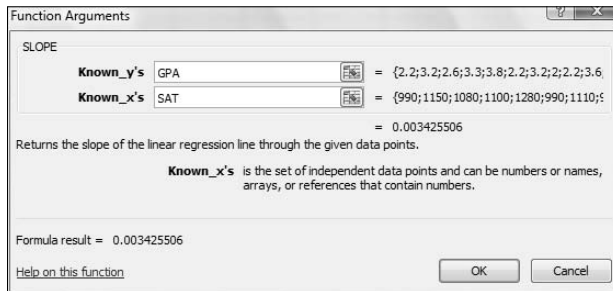 Function Arguments
SLOPE
Known_y's GPA = {2.2;3.2;2.6;3.3;3.8;2.2;3.2;2;2.2;3.6;
Known_x's SAT = {990;1150;1080;1100;1280;990;1110;9
= 0.003425506
Returns the slope of the linear regression line through the given data points.
Known_x's is the set of independent data points and can be numbers or names,
arrays, or references that contain numbers.
Formula result = 0.003425506
Help on this function OK Cancel